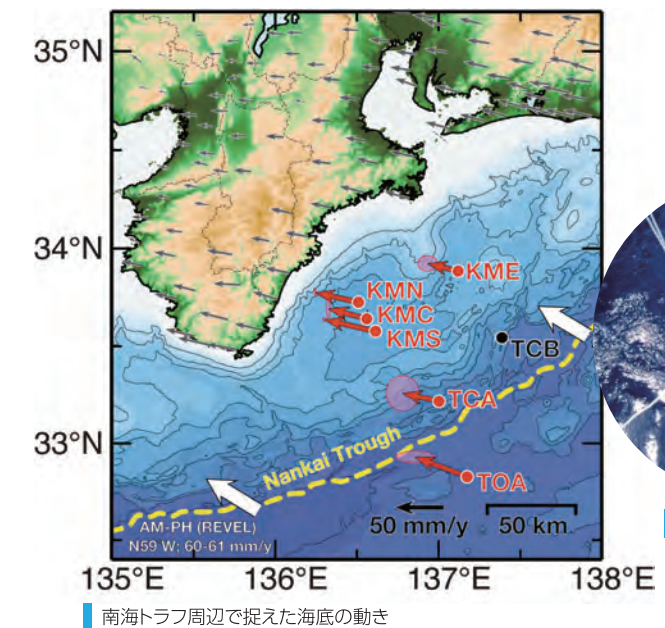 35°N
34°N
33°N
KME
KMN
KMC
KMS
TCB
TCA
Nankai Trough
TOA
AM-PH (REVEL)
N59 W; 60-61 mm/y
50 mm/y
50 km
135°E
136°E
137°E
138°E
南海トラフ周辺で捉えた海底の動き